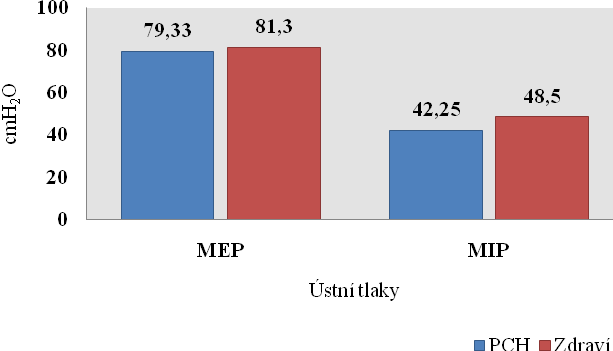 100
80
60
40
20
0
cmH₂O
79,33
81,3
42,25
48,5
MEP
MIP
Ústní tlaky
PCH
Zdraví